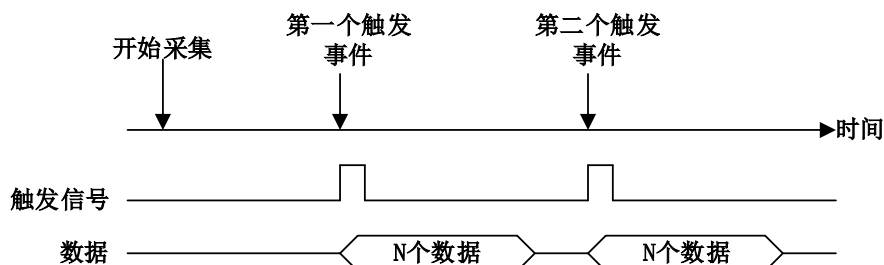 开始采集
第一个触发
事件
第二个触发
事件
时间
触发信号
数据
N个数据
N个数据